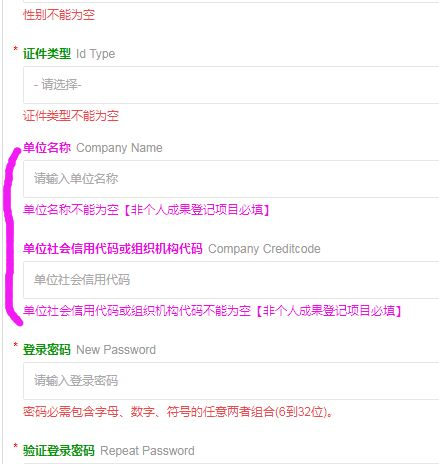 性别不能为空
* 证件类型 Id Type
- 请选择-
证件类型不能为空
单位名称 Company Name
请输入单位名称
单位名称不能为空【非个人成果登记项目必填】
单位社会信用代码或组织机构代码 Company Creditcode
单位社会信用代码
单位社会信用代码或组织机构代码不能为空【非个人成果登记项目必填】
* 登录密码 New Password
请输入登录密码
密码必需包含字母、数字、符号的任意两者组合(6到32位)。
* 验证登录密码 Repeat Password